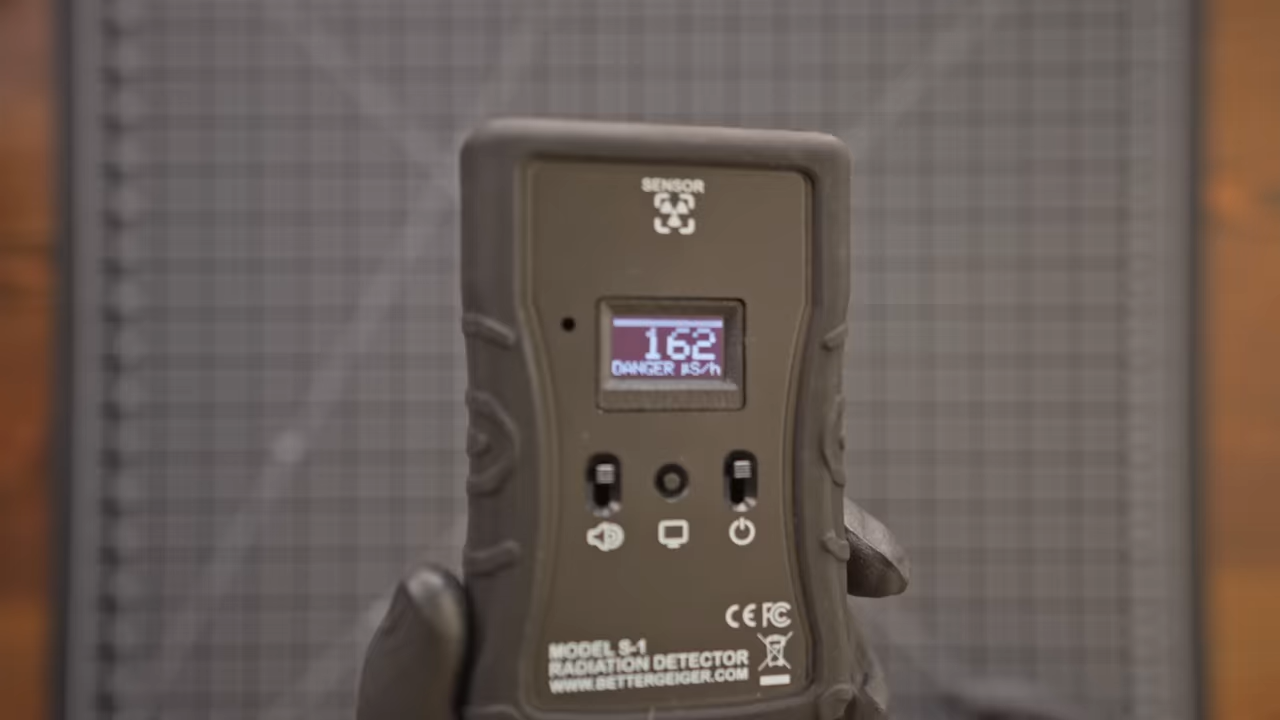 SENSOR
162
DANGER µS/h
CE FC
MODEL S-1
RADIATION DETECTOR
WWW.BETTERGEIGER.COM